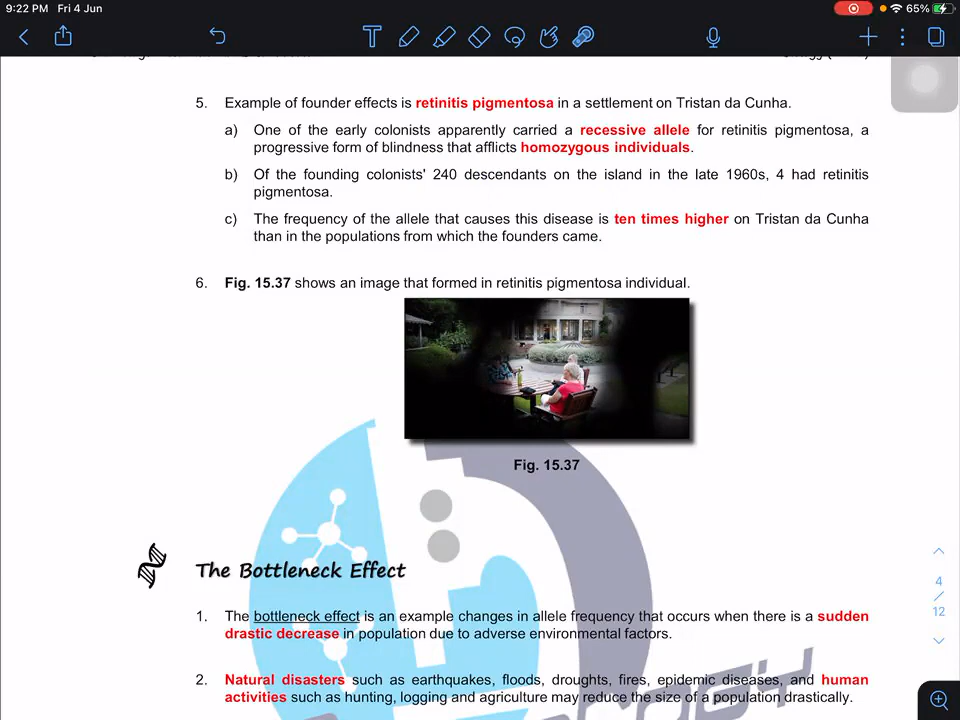 9:22 PM Fri 4 Jun
65%
5. Example of founder effects is retinitis pigmentosa in a settlement on Tristan da Cunha.
a) One of the early colonists apparently carried a recessive allele for retinitis pigmentosa, a
progressive form of blindness that afflicts homozygous individuals.
b) Of the founding colonists' 240 descendants on the island in the late 1960s, 4 had retinitis
pigmentosa.
c) The frequency of the allele that causes this disease is ten times higher on Tristan da Cunha
than in the populations from which the founders came.
6. Fig. 15.37 shows an image that formed in retinitis pigmentosa individual.
Fig. 15.37
The Bottleneck Effect
1. The bottleneck effect is an example changes in allele frequency that occurs when there is a sudden
drastic decrease in population due to adverse environmental factors.
2. Natural disasters such as earthquakes, floods, droughts, fires, epidemic diseases, and human
activities such as hunting, logging and agriculture may reduce the size of a population drastically.
4
/
12